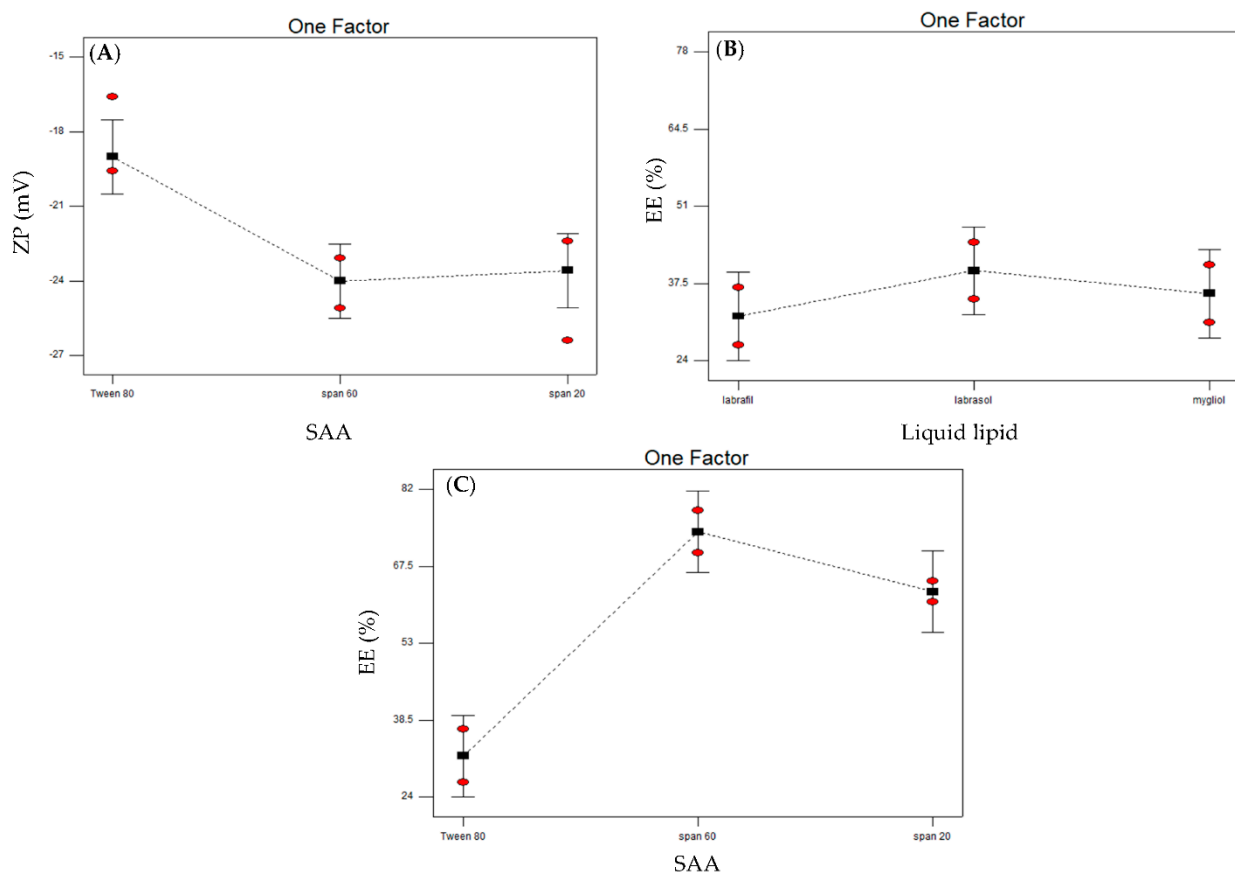 One Factor
(A)
-15
-18
-21
-24
-27
ZP (mV)
Tween 80
span 60
span 20
SAA
One Factor
(B)
78
64.5
51
37.5
24
EE (%)
labrafil
labrasol
mygliol
Liquid lipid
One Factor
(C)
82
67.5
53
38.5
24
EE (%)
Tween 80
span 60
span 20
SAA